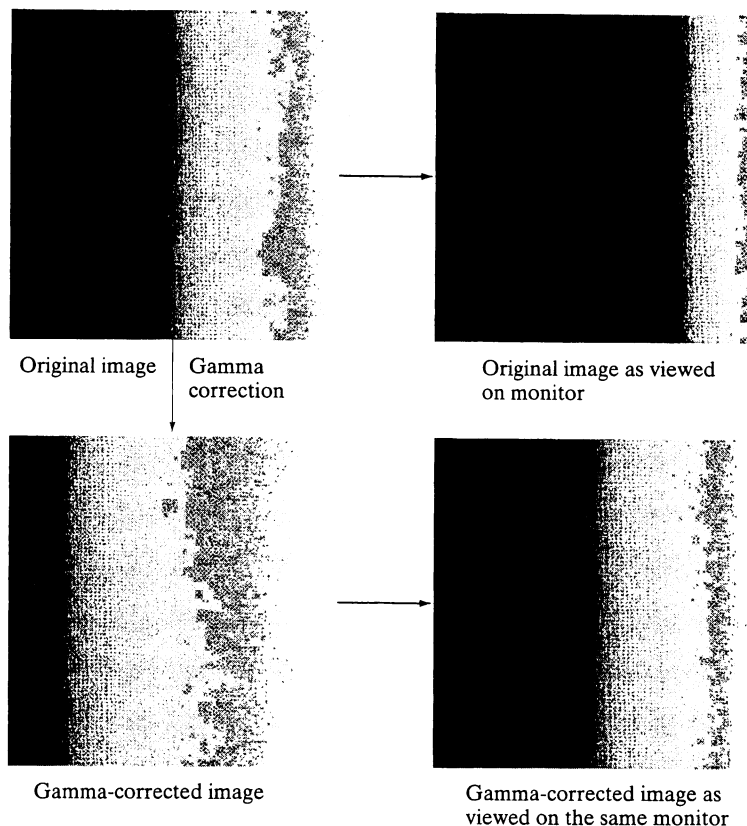 Original image
Gamma
correction
Original image as viewed
on monitor
Gamma-corrected image
Gamma-corrected image as
viewed on the same monitor